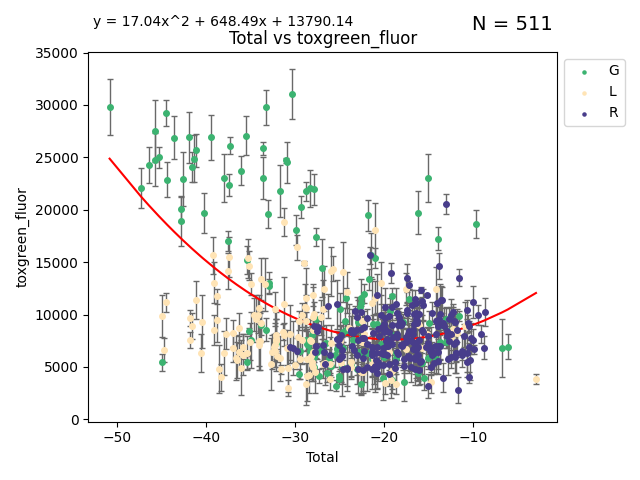 y = 17.04x^2 + 648.49x + 13790.14
N = 511
Total vs toxgreen_fluor
35000
30000
25000
20000
15000
10000
5000
0
toxgreen_fluor
−50
−40
−30
−20
−10
Total
G
L
R